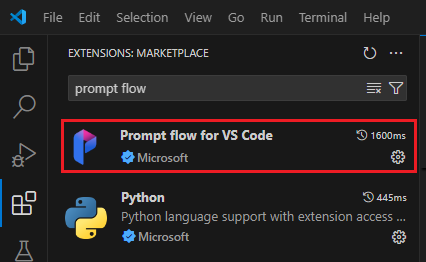 File Edit Selection View Go Run Terminal Help
EXTENSIONS: MARKETPLACE
prompt flow
Prompt flow for VS Code 1600ms
Microsoft
Python 445ms
Python language support with extension access ...
Microsoft